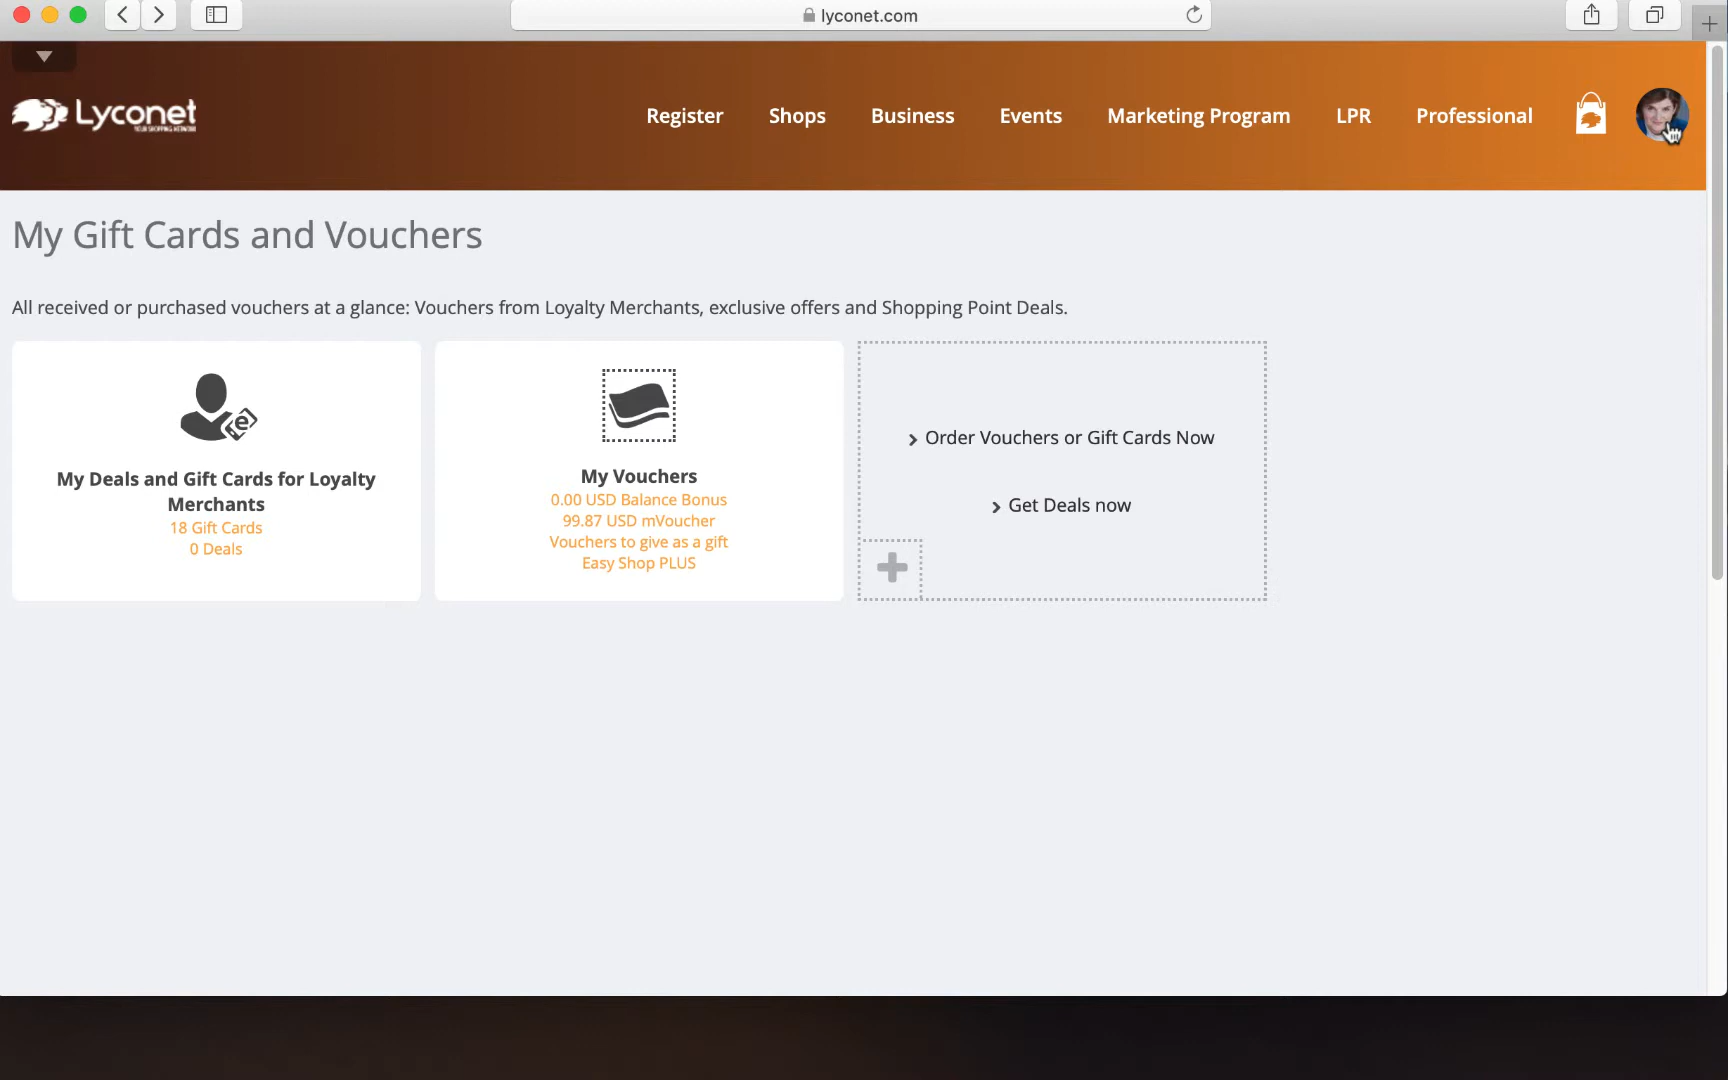 lyconet.com
Lyconet
YOUR SHOPPING NETWORK
Register Shops Business Events Marketing Program LPR Professional
My Gift Cards and Vouchers
All received or purchased vouchers at a glance: Vouchers from Loyalty Merchants, exclusive offers and Shopping Point Deals.
My Deals and Gift Cards for Loyalty
Merchants
18 Gift Cards
0 Deals
My Vouchers
0.00 USD Balance Bonus
99.87 USD mVoucher
Vouchers to give as a gift
Easy Shop PLUS
Order Vouchers or Gift Cards Now
Get Deals now